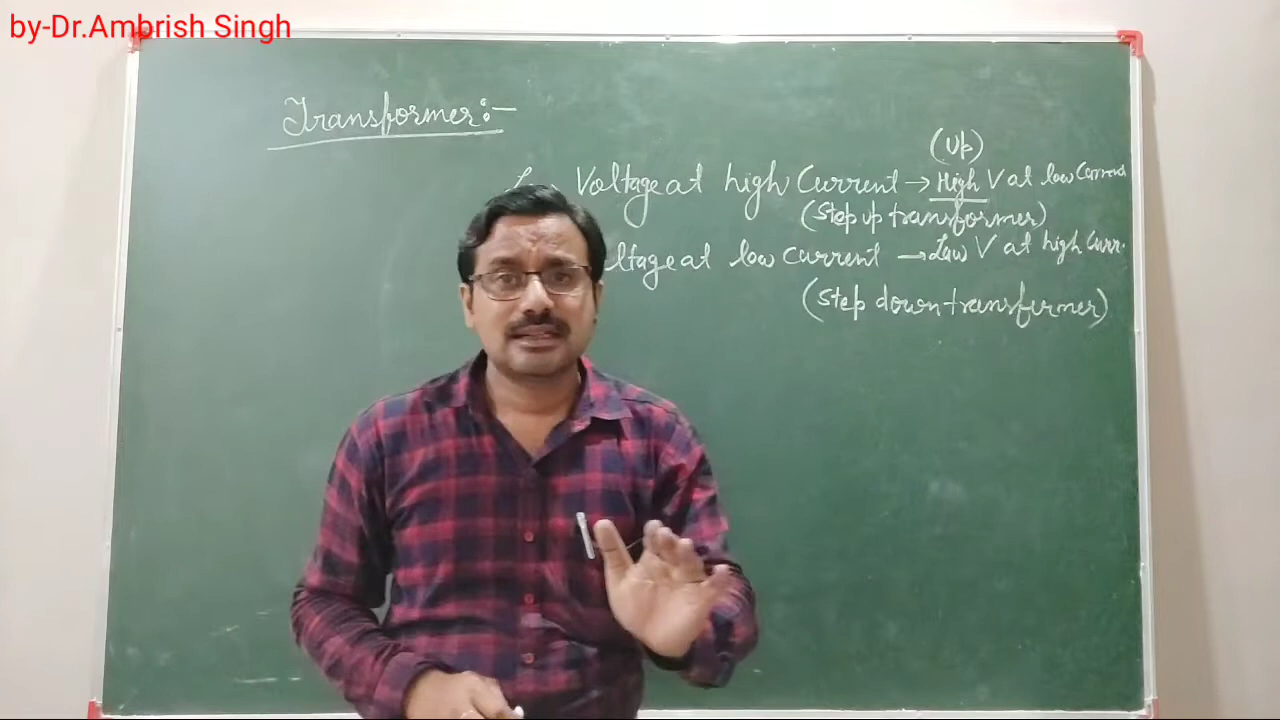 by-Dr.Ambrish Singh
Transformer:-
(Up)
Voltage at high Current → High V at low Current
(Step up transformer)
ltage at low current → Low V at high Curr.
(Step down transfermer)